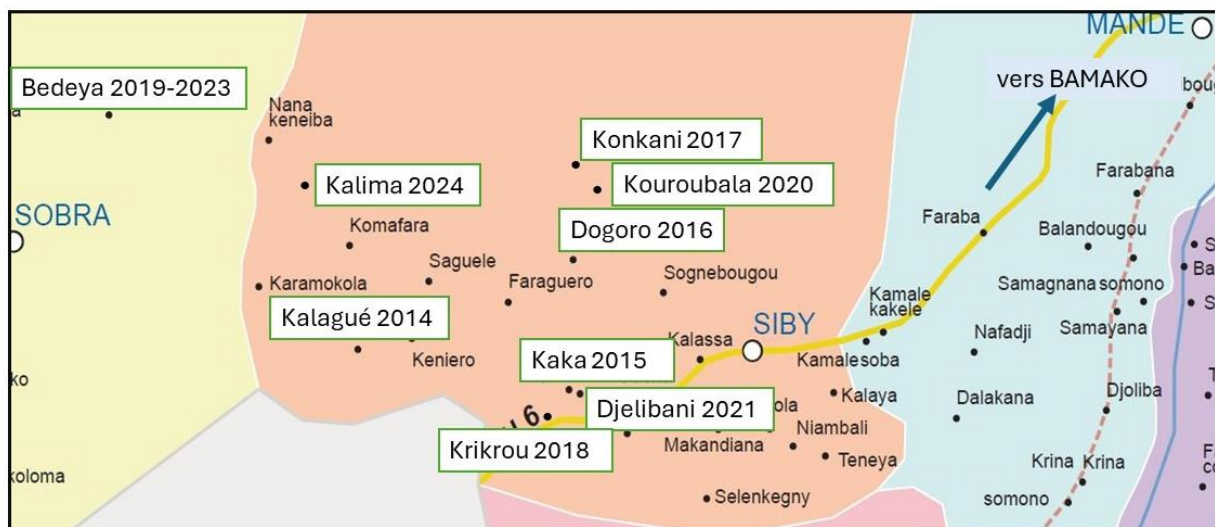 MANDE
Bedeya 2019-2023
vers BAMAKO
Nana
keneiba
Konkani 2017
Kalima 2024
Kouroubala 2020
Farabana
SOBRA
Komafara
Dogoro 2016
Faraba
Balandougou
Saguele
Karamokola
Faraguero
Sognebougou
Samagnana somono
Kamale
kakele
Kalagué 2014
SIBY
Nafadji
Samayana
Kalassa
Keniero
Kaka 2015
Kamalesoba
Kalaya
Djoliba
Djelibani 2021
Dalakana
Krikrou 2018
Makandiana
Niambali
Teneya
Krina
Krina
somono
Selenkegny